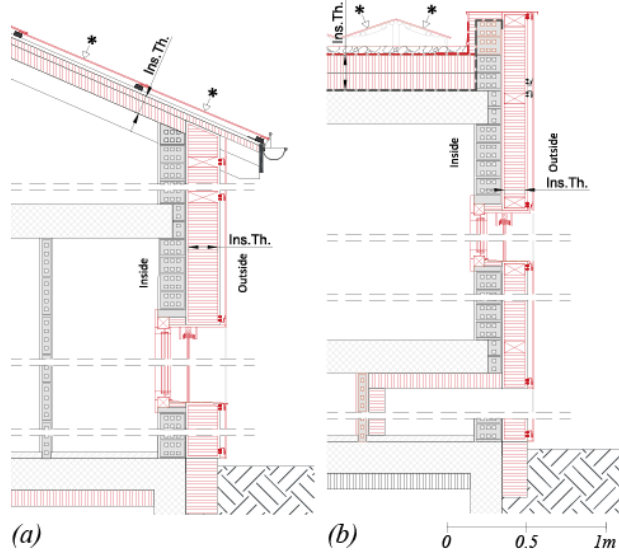 *
*
Ins.Th.
Inside
Outside
Ins.Th.
(a)
*
*
Ins.Th.
Inside
Outside
Ins.Th.
(b)
0
0.5
1m